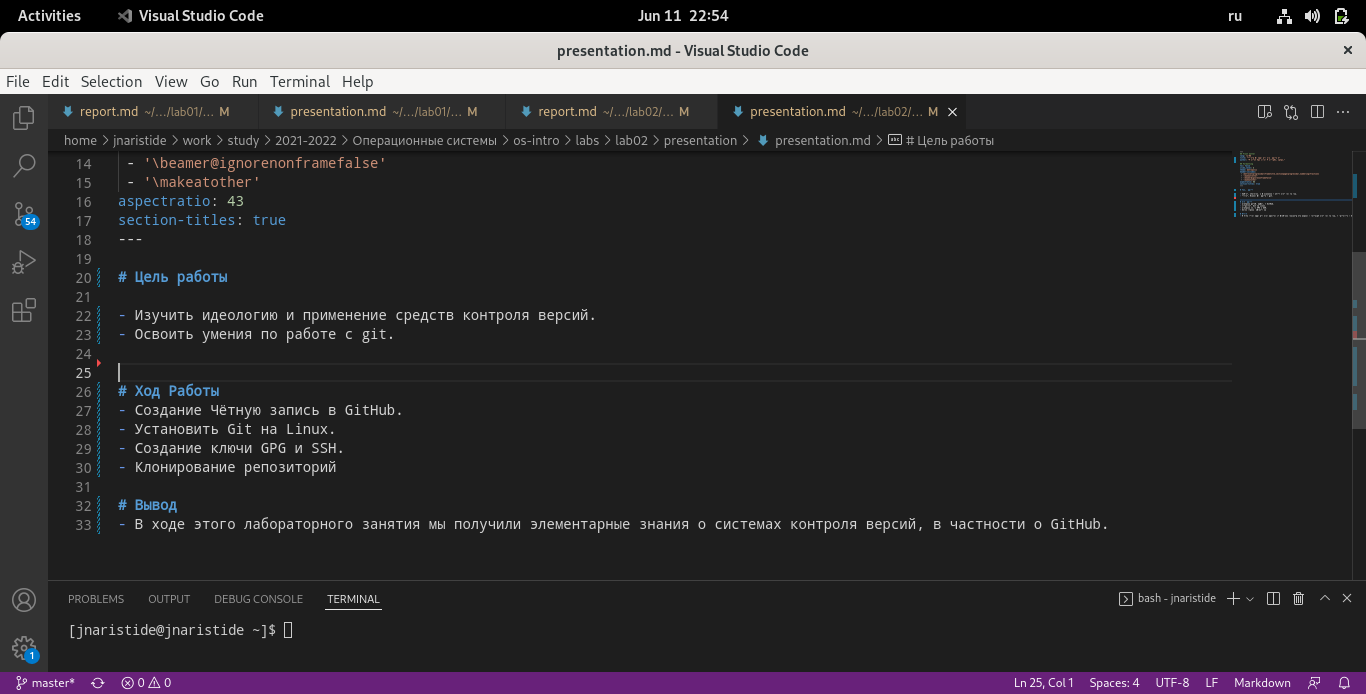 Activities Visual Studio Code Jun 11 22:54 ru
presentation.md - Visual Studio Code ×
File Edit Selection View Go Run Terminal Help
report.md ~/.../lab01/... M presentation.md ~/.../lab01/... M report.md ~/.../lab02/... M presentation.md ~/.../lab02/... M
home > jnaristide > work > study > 2021-2022 > Операционные системы > os-intro > labs > lab02 > presentation > presentation.md > abc # Цель работы
14 - '\beamer@ignorenonframefalse'
15 - '\makeatother'
16 aspectratio: 43
17 section-titles: true
18 ---
19
20 # Цель работы
21
22 - Изучить идеологию и применение средств контроля версий.
23 - Освоить умения по работе с git.
24
25
26 # Ход Работы
27 - Создание Чётную запись в GitHub.
28 - Установить Git на Linux.
29 - Создание ключи GPG и SSH.
30 - Клонирование репозиторий
31
32 # Вывод
33 - В ходе этого лабораторного занятия мы получили элементарные знания о системах контроля версий, в частности о GitHub.
54
PROBLEMS OUTPUT DEBUG CONSOLE TERMINAL bash - jnaristide
[jnaristide@jnaristide ~]$
1
master* 0 0 Ln 25, Col 1 Spaces: 4 UTF-8 LF Markdown